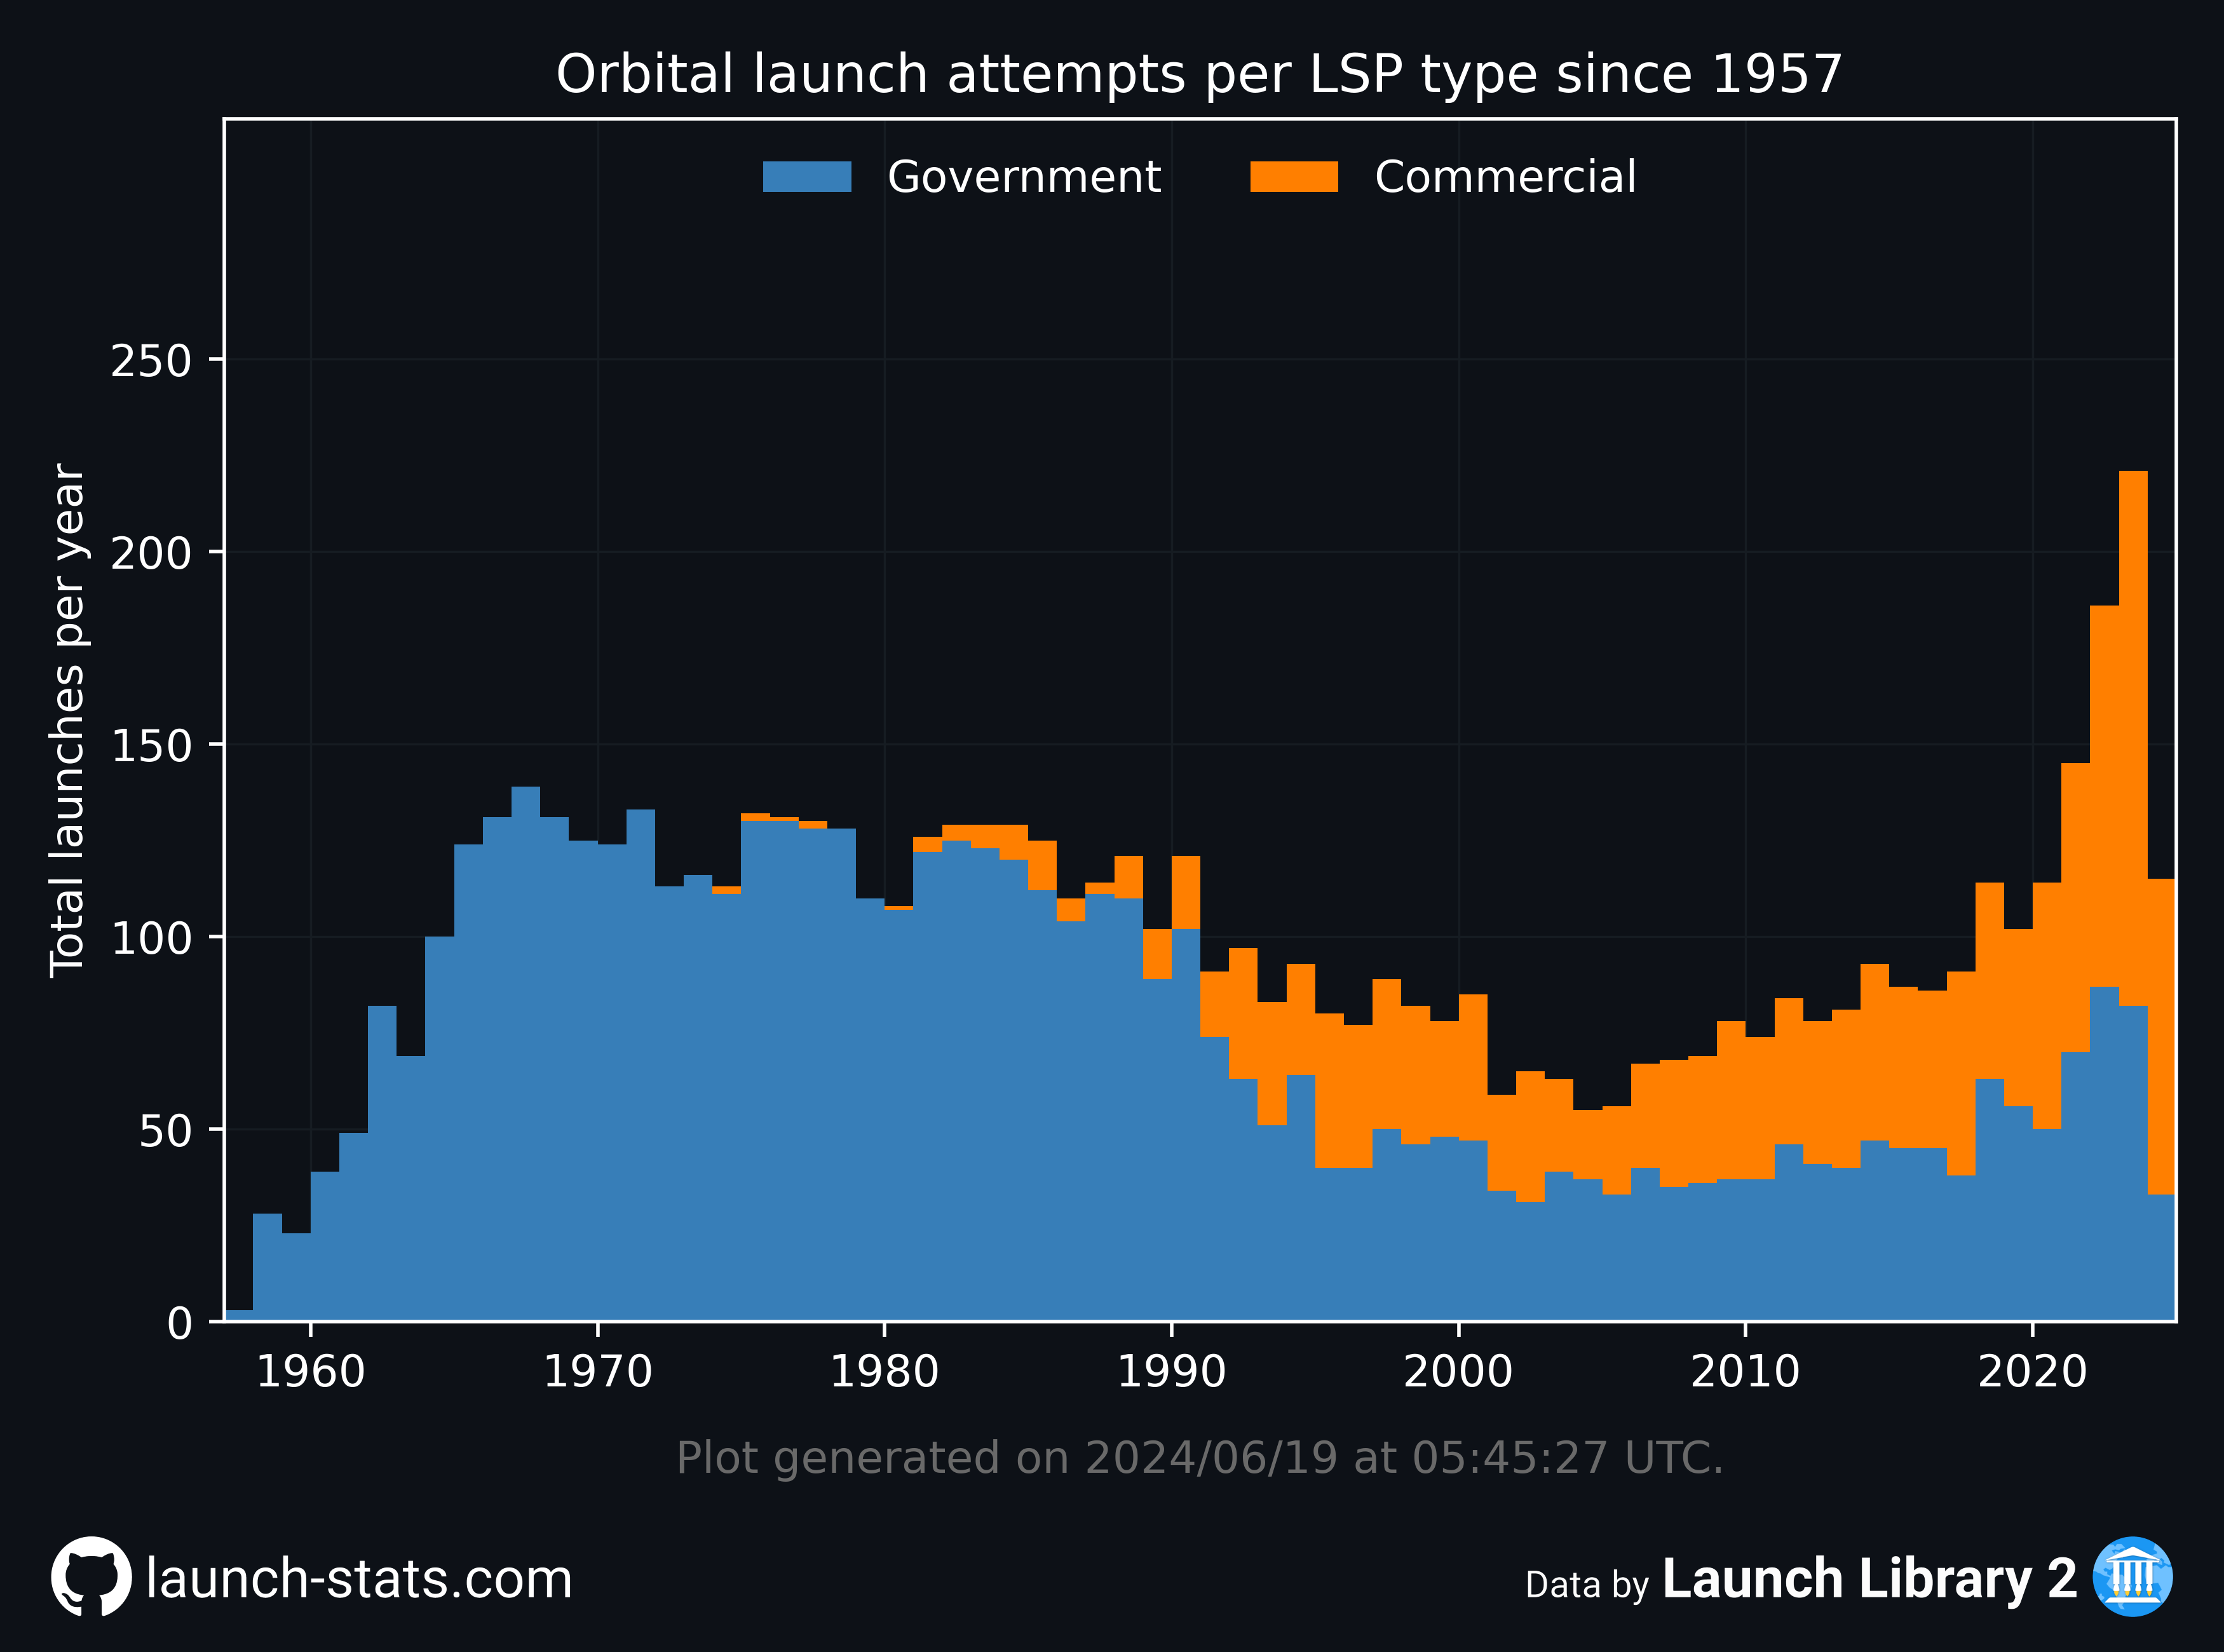 Orbital launch attempts per LSP type since 1957
Government
Commercial
Total launches per year
250
200
150
100
50
0
1960
1970
1980
1990
2000
2010
2020
Plot generated on 2024/06/19 at 05:45:27 UTC.
launch-stats.com
Data by Launch Library 2